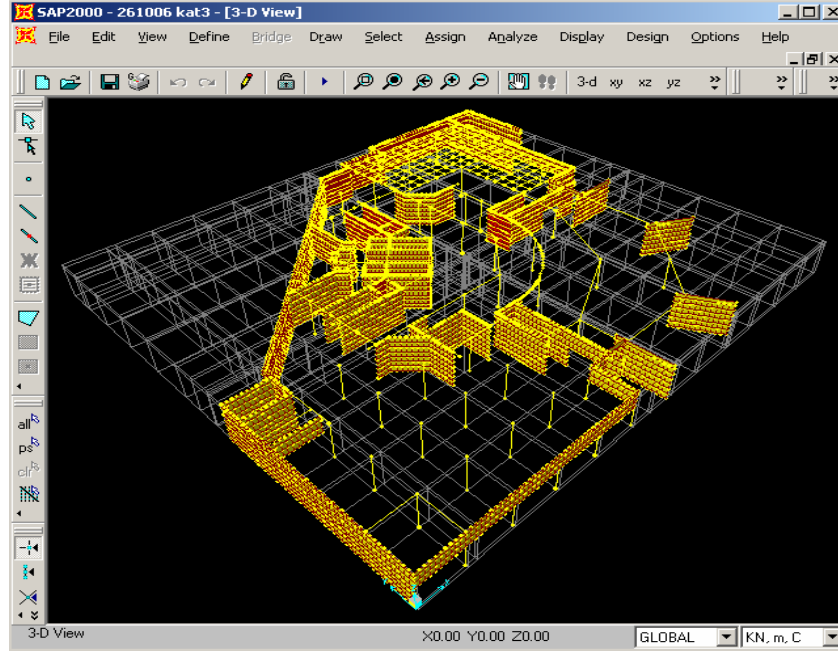 SAP2000 - 261006 kat3 - [3-D View]
File Edit View Define Bridge Draw Select Assign Analyze Display Design Options Help
3-d xy xz yz
all
ps
clr
3-D View X0.00 Y0.00 Z0.00 GLOBAL KN, m, C